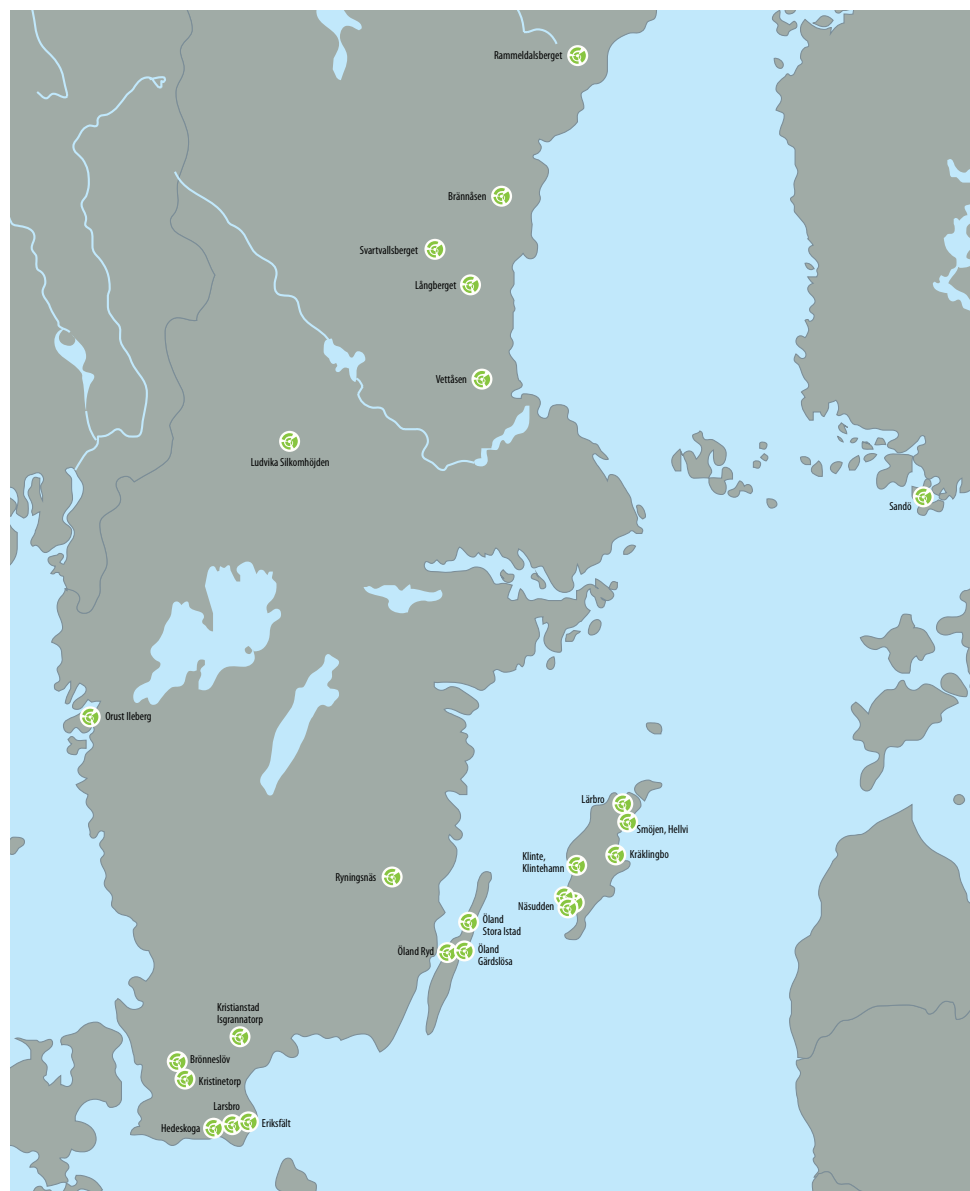 Rammeldalsberget
Brännåsen
Svartvallsberget
Långberget
Vettåsen
Ludvika Silkomhöjden
Sandö
Orust Ileberg
Lärbro
Smöjen, Hellvi
Klinte,
Klintehamn
Kräklingbo
Ryningsnäs
Näsudden
Öland
Stora Istad
Öland Ryd
Öland
Gärdslösa
Kristianstad
Isgrannatorp
Brönneslöv
Kristinetorp
Larsbro
Hedeskoga
Eriksfält